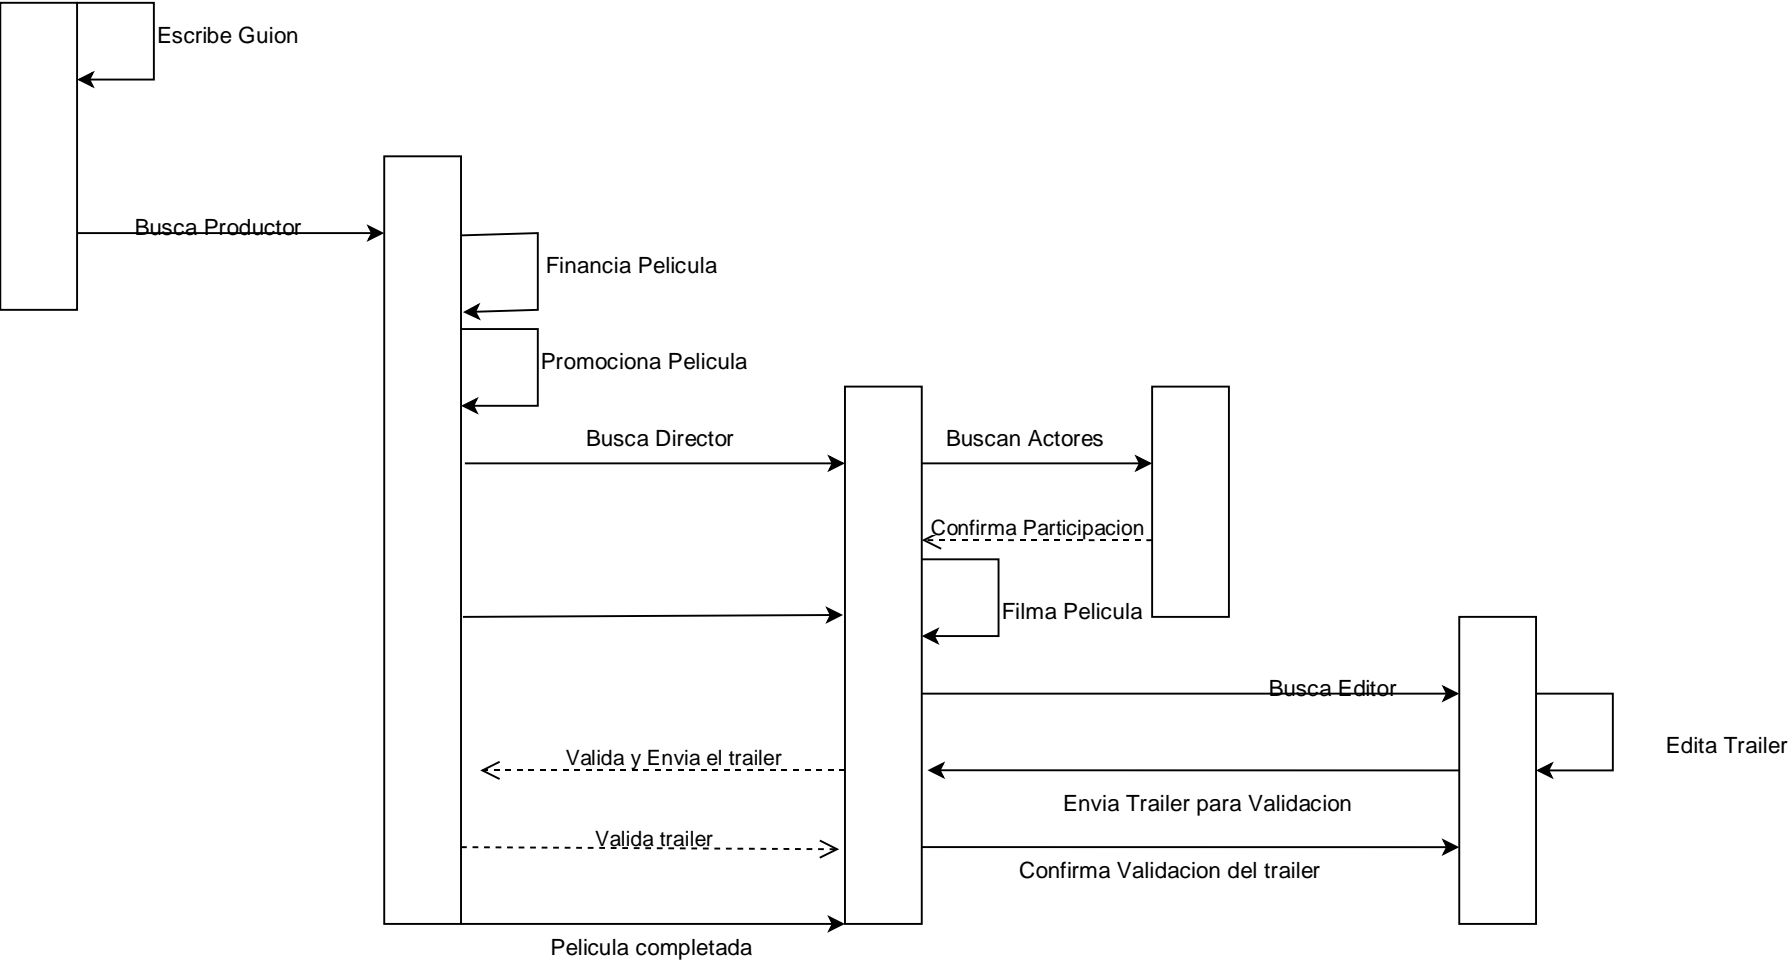 Escribe Guion
Busca Productor
Financia Pelicula
Promociona Pelicula
Busca Director
Buscan Actores
Confirma Participacion
Filma Pelicula
Busca Editor
Edita Trailer
Valida y Envia el trailer
Envia Trailer para Validacion
Valida trailer
Confirma Validacion del trailer
Pelicula completada